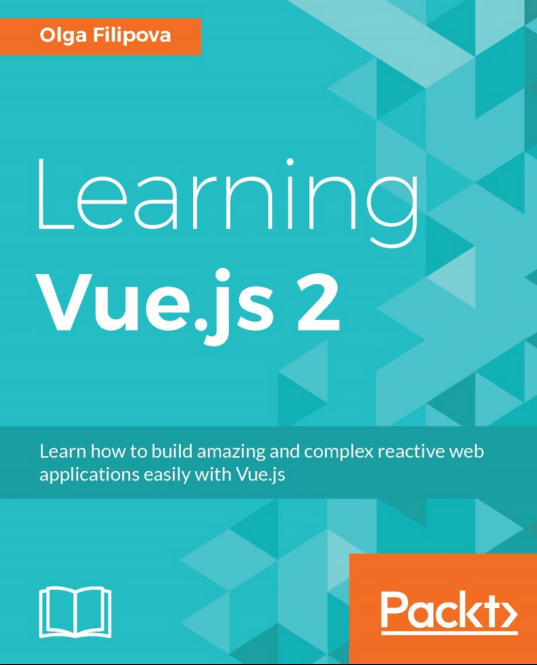 Olga Filipova
Learning
Vue.js 2
Learn how to build amazing and complex reactive web
applications easily with Vue.js
Packt>